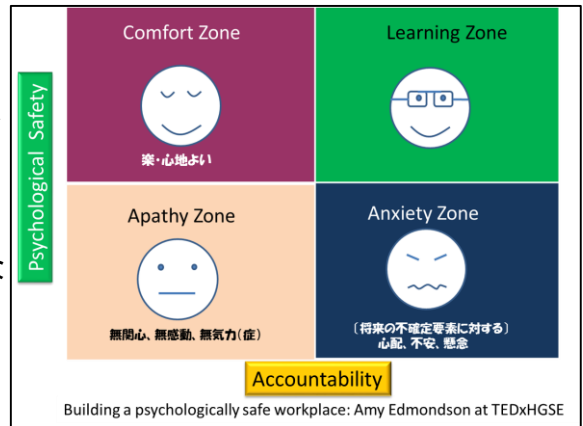 Psychological Safety
Comfort Zone
楽・心地よい
Learning Zone
Apathy Zone
無関心、無感動、無気力(症)
Anxiety Zone
〔将来の不確定要素に対する〕
心配、不安、懸念
Accountability
Building a psychologically safe workplace: Amy Edmondson at TEDxHGSE